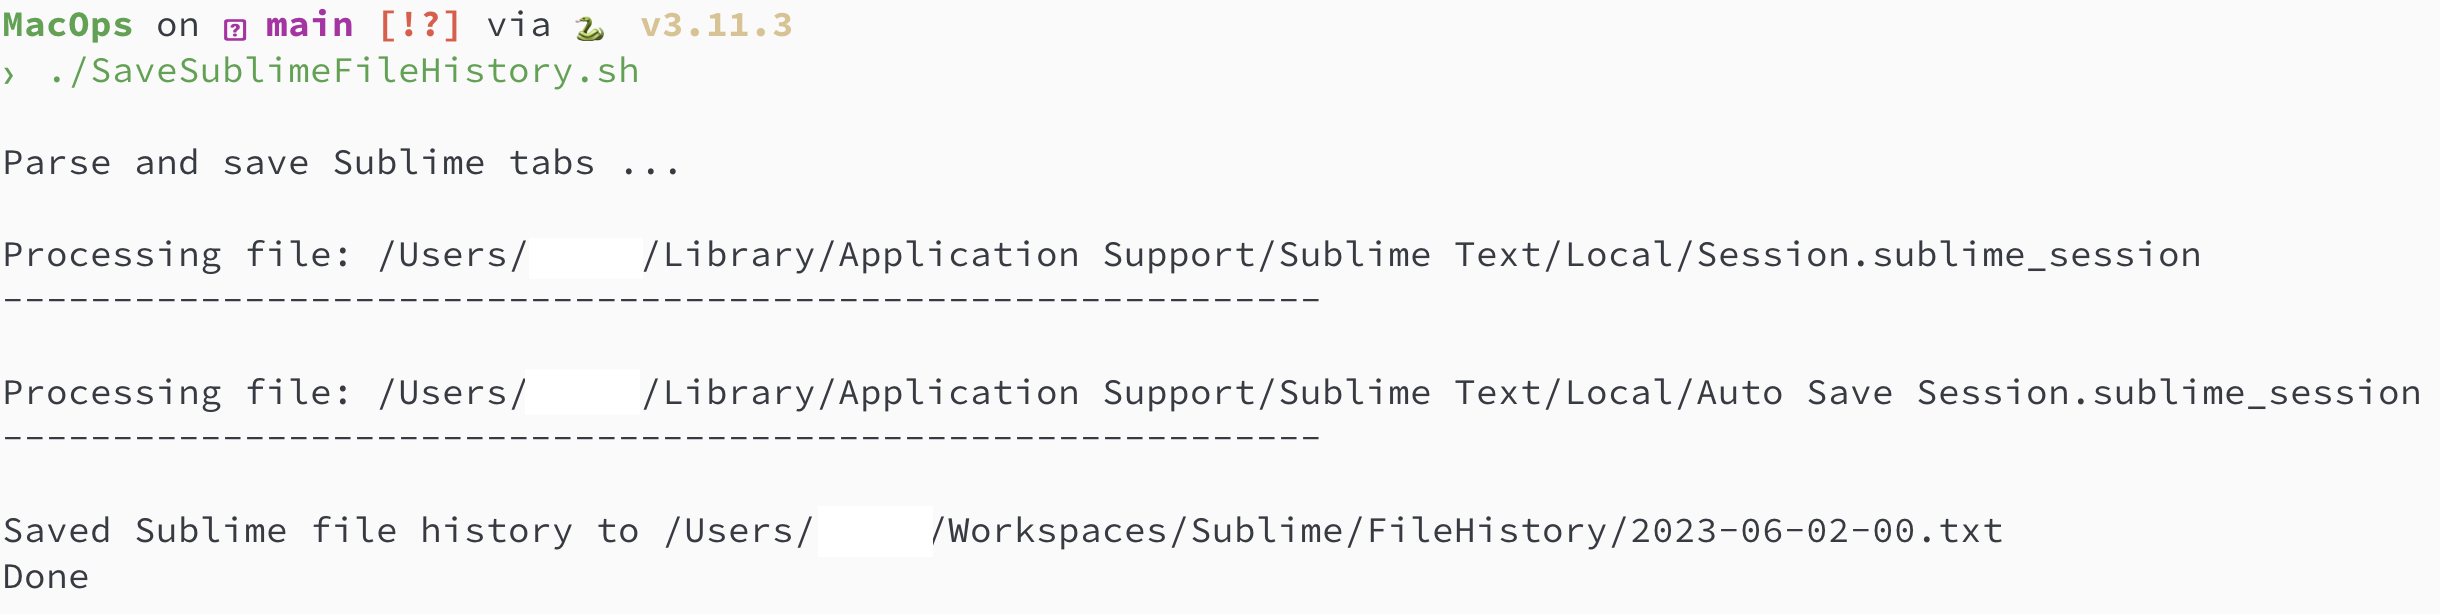 MacOps on main [!?] via 🐍 v3.11.3
› ./SaveSublimeFileHistory.sh
Parse and save Sublime tabs ...
Processing file: /Users/ /Library/Application Support/Sublime Text/Local/Session.sublime_session
------------------------------------------------------------
Processing file: /Users/ /Library/Application Support/Sublime Text/Local/Auto Save Session.sublime_session
------------------------------------------------------------
Saved Sublime file history to /Users/ /Workspaces/Sublime/FileHistory/2023-06-02-00.txt
Done